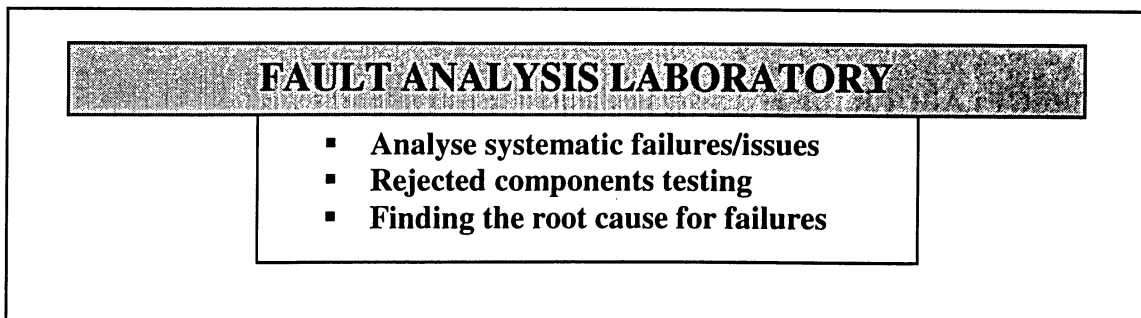 FAULT ANALYSIS LABORATORY
▪ Analyse systematic failures/issues
▪ Rejected components testing
▪ Finding the root cause for failures